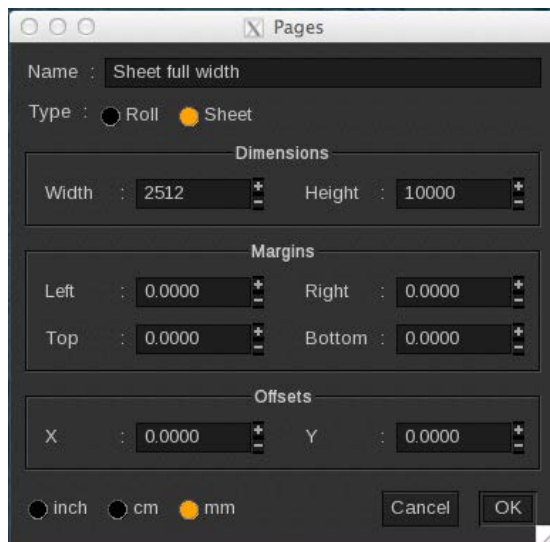 Pages
Name : Sheet full width
Type : Roll Sheet
Dimensions
Width : 2512 + - Height : 10000 + -
Margins
Left : 0.0000 + - Right : 0.0000 + -
Top : 0.0000 + - Bottom : 0.0000 + -
Offsets
X : 0.0000 + - Y : 0.0000 + -
inch cm mm Cancel OK